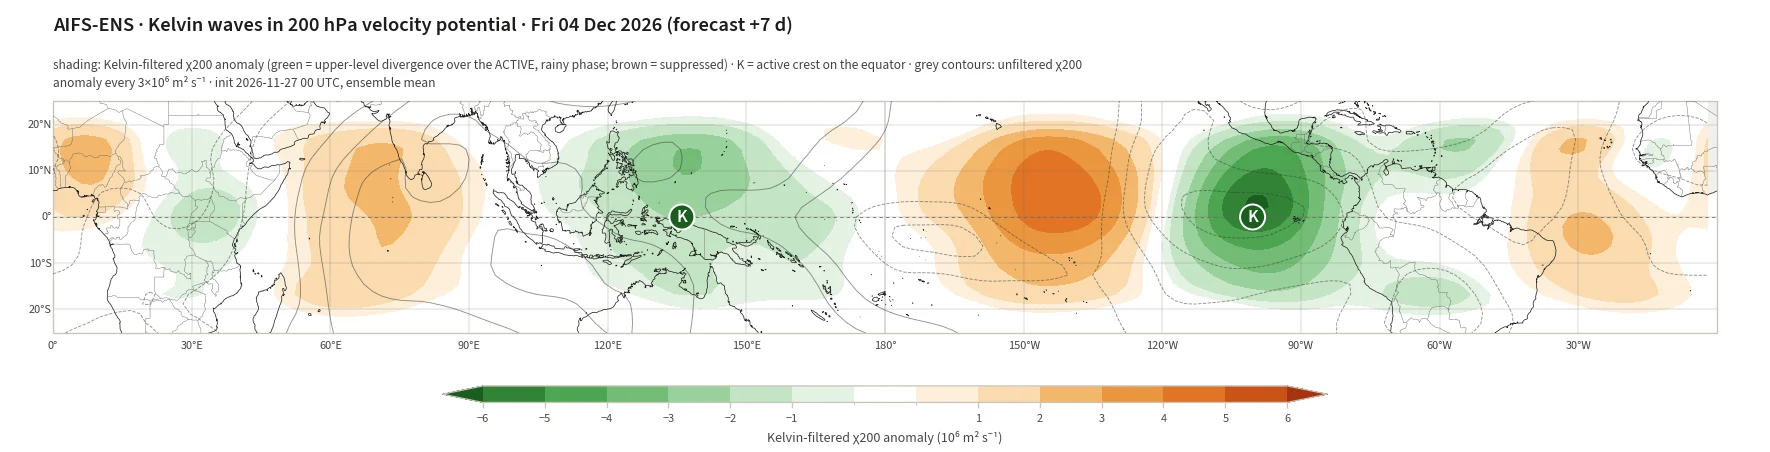 AIFS-ENS · Kelvin waves in 200 hPa velocity potential · Fri 04 Dec 2026 (forecast +7 d)
shading: Kelvin-filtered χ200 anomaly (green = upper-level divergence over the ACTIVE, rainy phase; brown = suppressed) · K = active crest on the equator · grey contours: unfiltered χ200
anomaly every 3×10⁶ m² s⁻¹ · init 2026-11-27 00 UTC, ensemble mean
20°N
10°N
0°
10°S
20°S
K K
0° 30°E 60°E 90°E 120°E 150°E 180° 150°W 120°W 90°W 60°W 30°W
−6 −5 −4 −3 −2 −1 1 2 3 4 5 6
Kelvin-filtered χ200 anomaly (10⁶ m² s⁻¹)